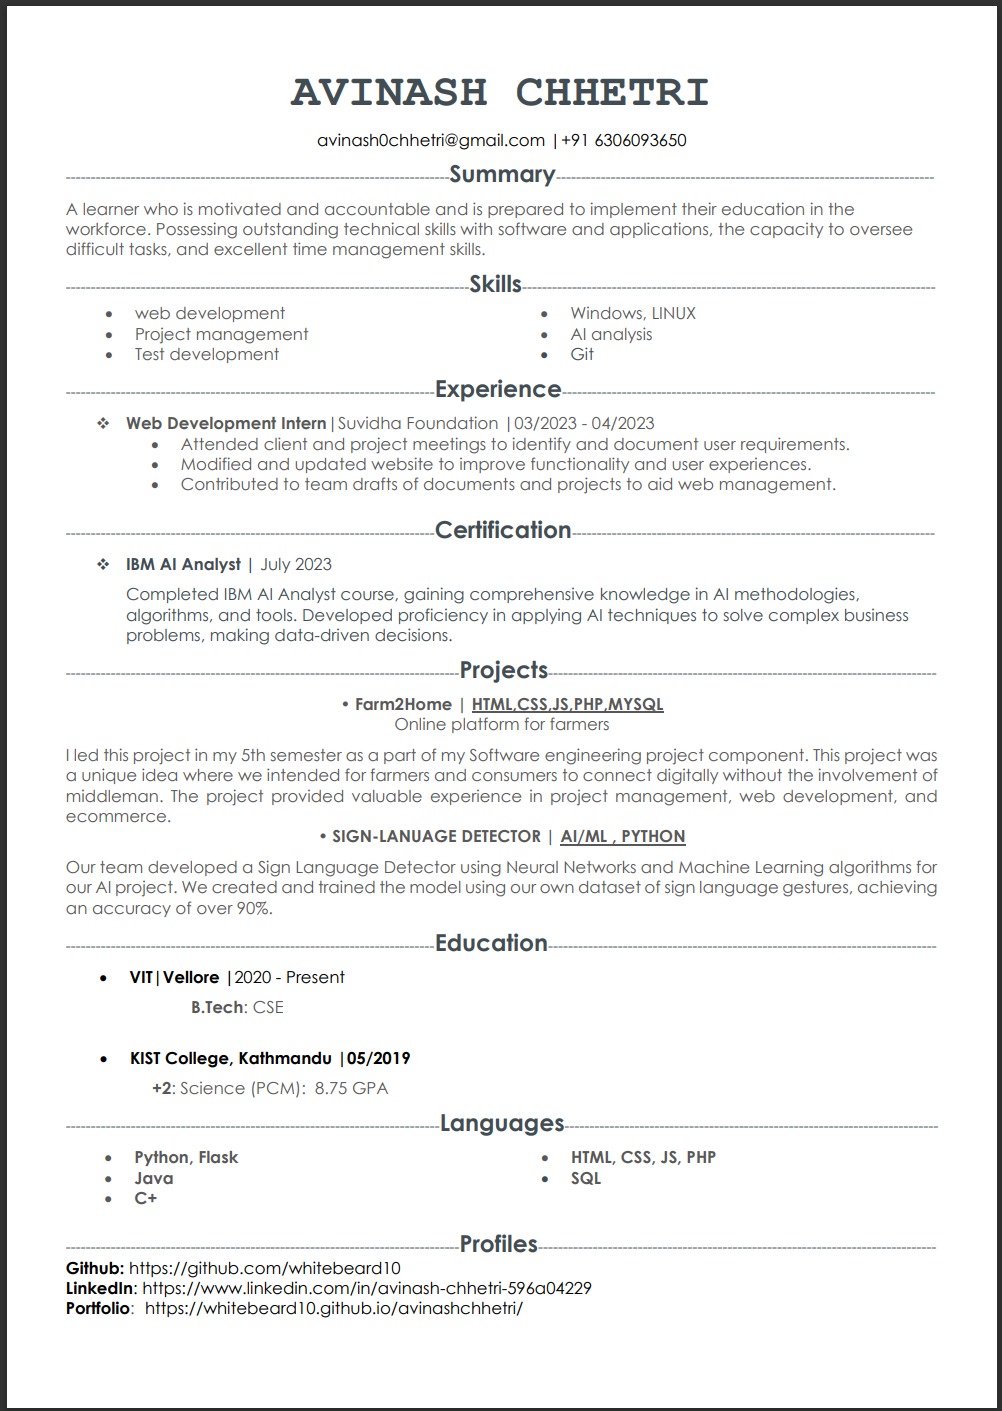 AVINASH CHHETRI
avinash0chhetri@gmail.com |+91 6306093650
Summary
A learner who is motivated and accountable and is prepared to implement their education in the
workforce. Possessing outstanding technical skills with software and applications, the capacity to oversee
difficult tasks, and excellent time management skills.
Skills
• web development
• Project management
• Test development
• Windows, LINUX
• AI analysis
• Git
Experience
❖ Web Development Intern|Suvidha Foundation |03/2023 - 04/2023
• Attended client and project meetings to identify and document user requirements.
• Modified and updated website to improve functionality and user experiences.
• Contributed to team drafts of documents and projects to aid web management.
Certification
❖ IBM AI Analyst | July 2023
Completed IBM AI Analyst course, gaining comprehensive knowledge in AI methodologies,
algorithms, and tools. Developed proficiency in applying AI techniques to solve complex business
problems, making data-driven decisions.
Projects
• Farm2Home | HTML,CSS,JS,PHP,MYSQL
Online platform for farmers
I led this project in my 5th semester as a part of my Software engineering project component. This project was
a unique idea where we intended for farmers and consumers to connect digitally without the involvement of
middleman. The project provided valuable experience in project management, web development, and
ecommerce.
• SIGN-LANUAGE DETECTOR | AI/ML , PYTHON
Our team developed a Sign Language Detector using Neural Networks and Machine Learning algorithms for
our AI project. We created and trained the model using our own dataset of sign language gestures, achieving
an accuracy of over 90%.
Education
• VIT|Vellore |2020 - Present
B.Tech: CSE
• KIST College, Kathmandu |05/2019
+2: Science (PCM): 8.75 GPA
Languages
• Python, Flask
• Java
• C+
• HTML, CSS, JS, PHP
• SQL
Profiles
Github: https://github.com/whitebeard10
LinkedIn: https://www.linkedin.com/in/avinash-chhetri-596a04229
Portfolio: https://whitebeard10.github.io/avinashchhetri/